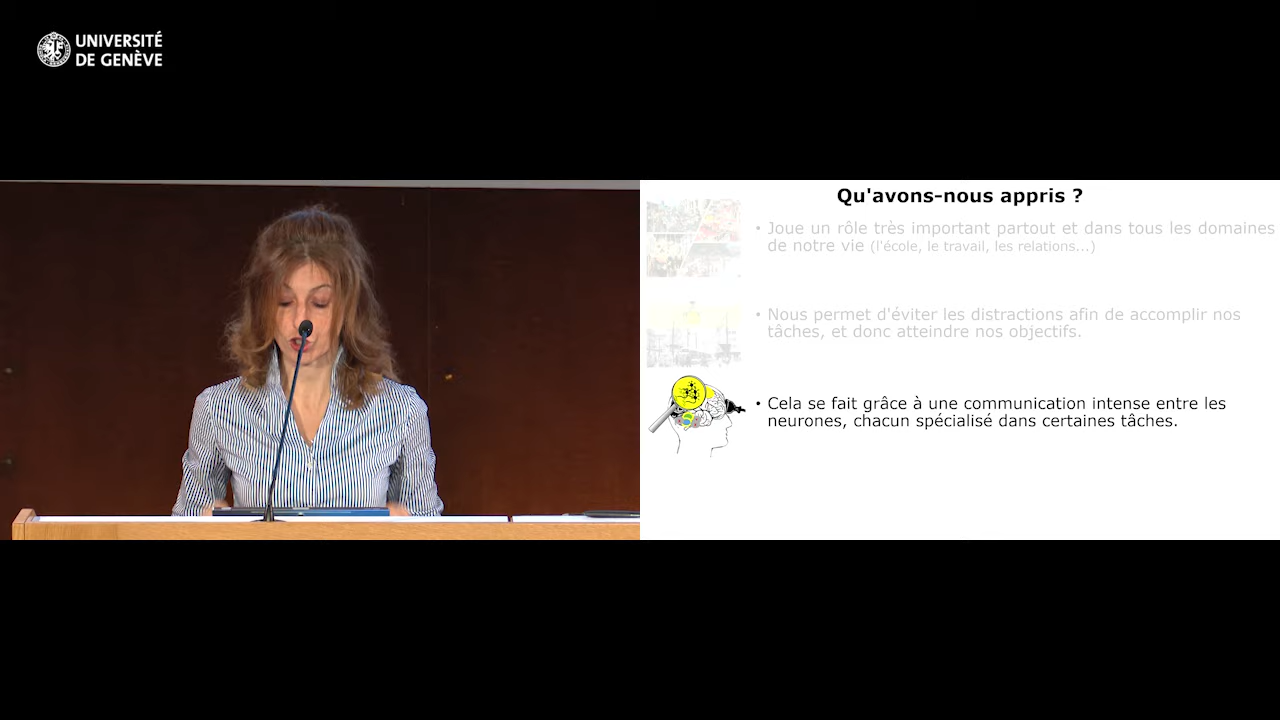 UNIVERSITÉ
DE GENÈVE
Qu'avons-nous appris ?
• Joue un rôle très important partout et dans tous les domaines
de notre vie (l'école, le travail, les relations...)
• Nous permet d'éviter les distractions afin de accomplir nos
tâches, et donc atteindre nos objectifs.
• Cela se fait grâce à une communication intense entre les
neurones, chacun spécialisé dans certaines tâches.